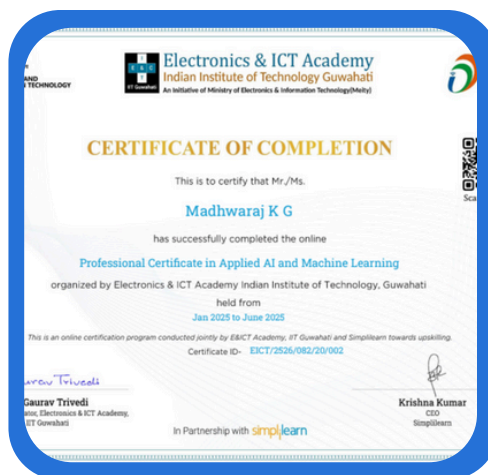 AND
TECHNOLOGY
E & C
IIT Guwahati
Electronics & ICT Academy
Indian Institute of Technology Guwahati
An Initiative of Ministry of Electronics & Information Technology(Meity)
CERTIFICATE OF COMPLETION
This is to certify that Mr./Ms.
Madhwaraj K G
has successfully completed the online
Professional Certificate in Applied AI and Machine Learning
organized by Electronics & ICT Academy Indian Institute of Technology, Guwahati
held from
Jan 2025 to June 2025
This is an online certification program conducted jointly by E&ICT Academy, IIT Guwahati and Simplilearn towards upskilling.
Certificate ID- EICT/2526/082/20/002
Trivedi
Gaurav Trivedi
Electronics & ICT Academy,
IIT Guwahati
Krishna Kumar
CEO
Simplilearn
In Partnership with simplilearn